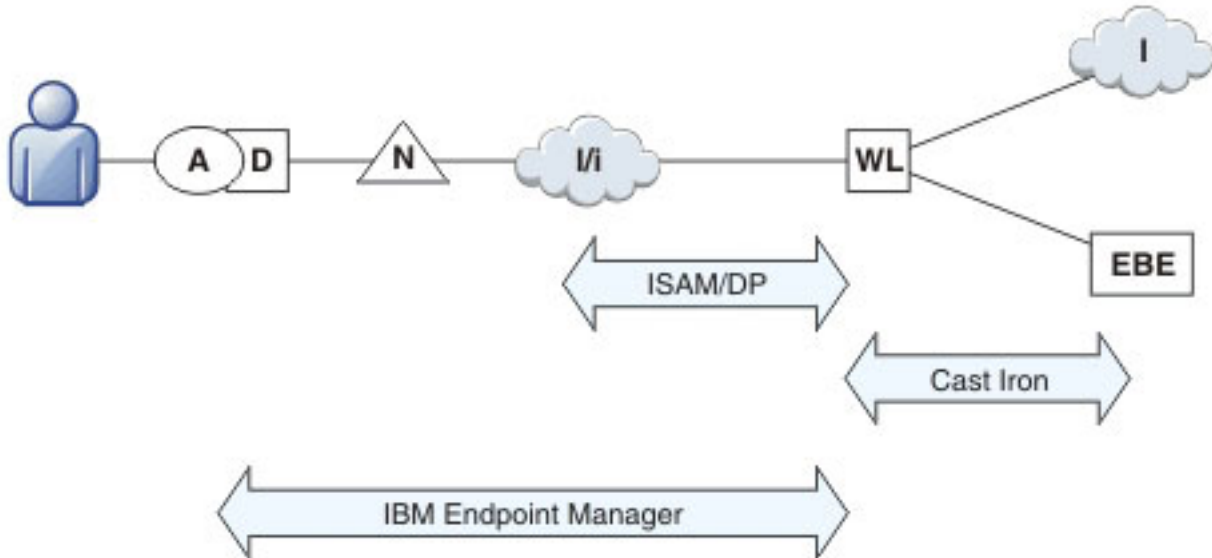 I
A
D
N
I/i
WL
EBE
ISAM/DP
Cast Iron
IBM Endpoint Manager